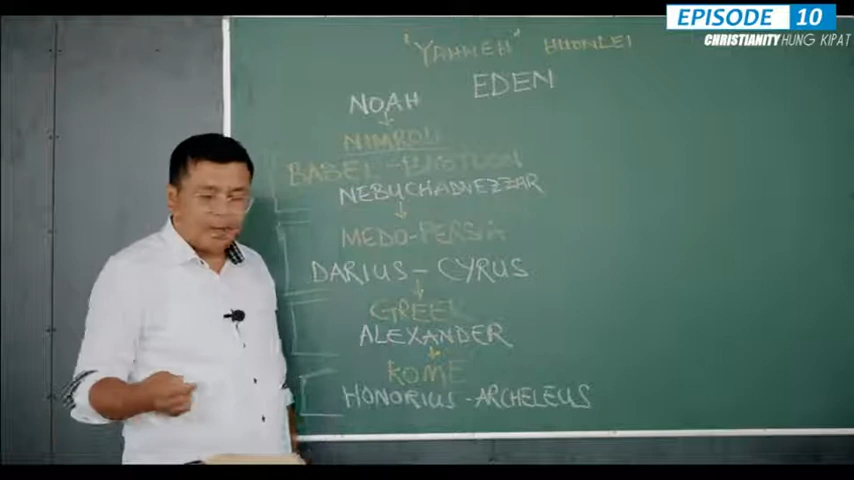 EPISODE 10
CHRISTIANITY HUNG KIPAT
"YAHWEH" HUONLEI
EDEN
NOAH
NIMROD
BABEL - BABYLON
NEBUCHADNEZZAR
MEDO-PERSIA
DARIUS - CYRUS
GREEK
ALEXANDER
ROME
HONORIUS - ARCHELEUS